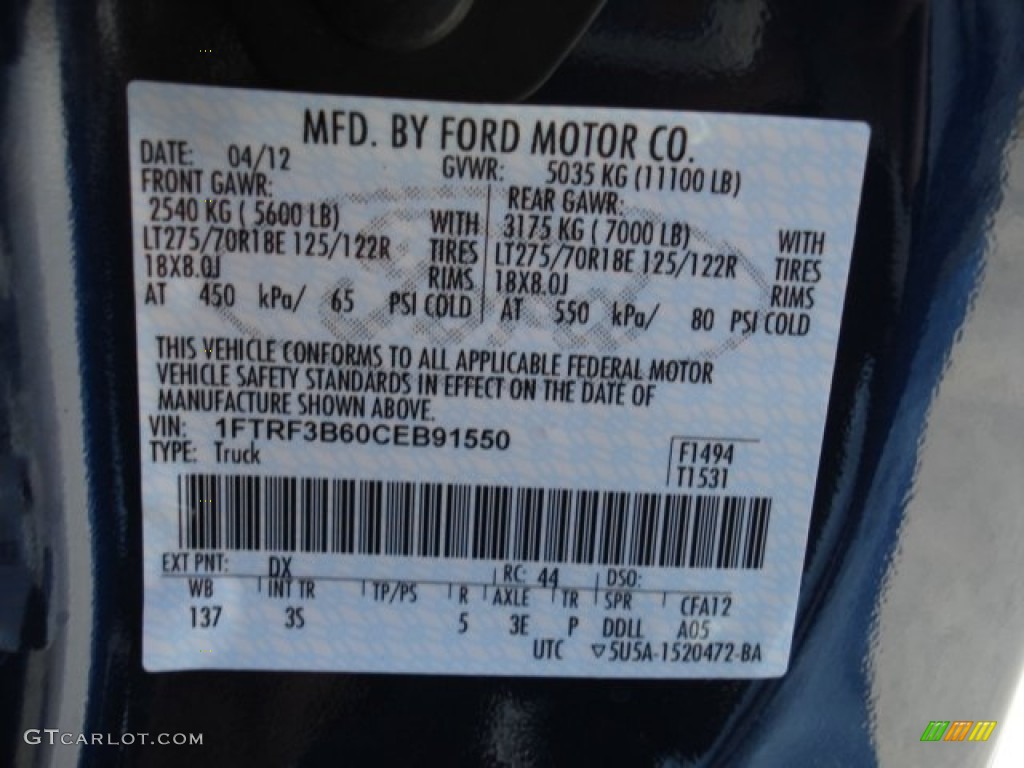 MFD. BY FORD MOTOR CO.
DATE: 04/12 GVWR: 5035 KG (11100 LB)
FRONT GAWR: REAR GAWR:
2540 KG ( 5600 LB) WITH 3175 KG ( 7000 LB) WITH
LT275/70R18E 125/122R TIRES LT275/70R18E 125/122R TIRES
18X8.0J RIMS 18X8.0J RIMS
AT 450 kPa/ 65 PSI COLD AT 550 kPa/ 80 PSI COLD
THIS VEHICLE CONFORMS TO ALL APPLICABLE FEDERAL MOTOR
VEHICLE SAFETY STANDARDS IN EFFECT ON THE DATE OF
MANUFACTURE SHOWN ABOVE.
VIN: 1FTRF3B60CEB91550
TYPE: Truck
F1494
T1531
EXT PNT: DX RC: 44 DSO:
WB INT TR TP/PS R AXLE TR SPR CFA12
137 3S 5 3E P DDLL A05
UTC ▽5U5A-1520472-BA
GTCARLOT.COM